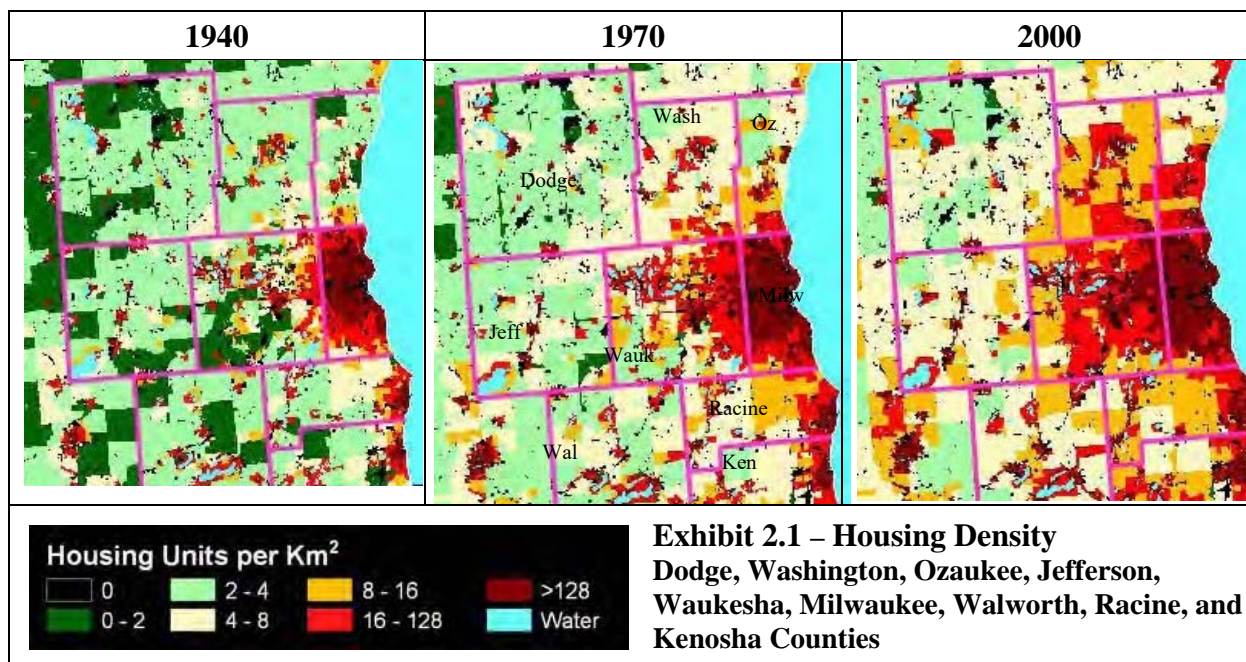 1940
1970
2000
Wash
Oz
Dodge
Milw
Jeff
Wauk
Racine
Wal
Ken
Housing Units per Km²
0
2 - 4
8 - 16
>128
0 - 2
4 - 8
16 - 128
Water
Exhibit 2.1 – Housing Density
Dodge, Washington, Ozaukee, Jefferson,
Waukesha, Milwaukee, Walworth, Racine, and
Kenosha Counties